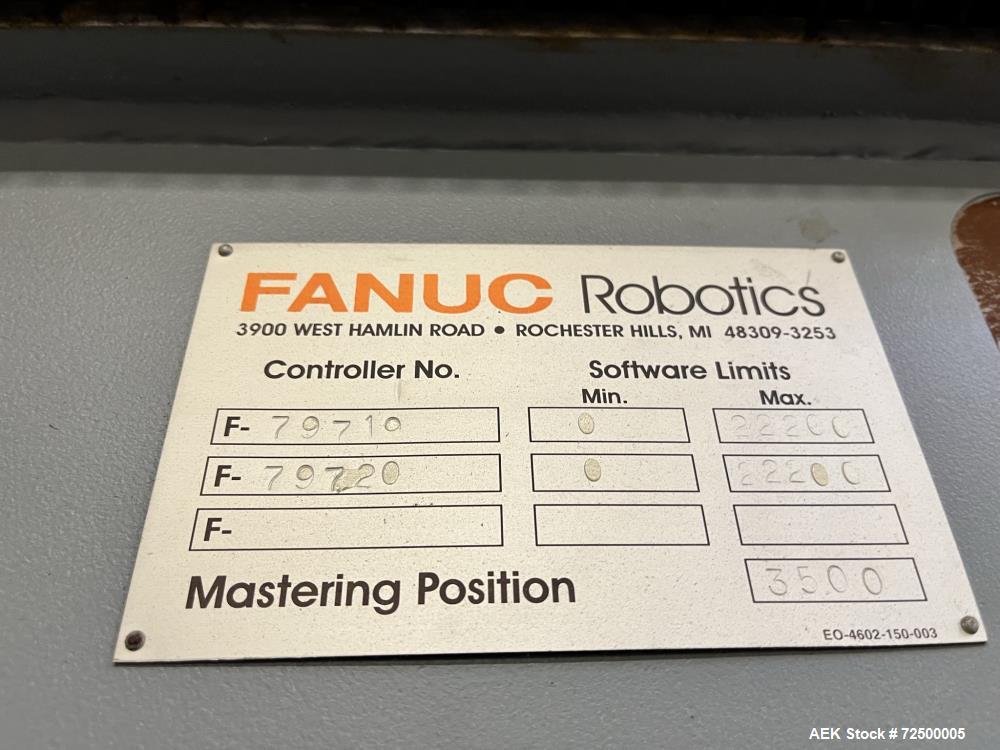 FANUC Robotics
3900 WEST HAMLIN ROAD • ROCHESTER HILLS, MI 48309-3253
Controller No. Software Limits
Min. Max.
F- 79719 0 22200
F- 79720 0 22200
F-
Mastering Position 3500
EO-4602-150-003
AEK Stock # 72500005